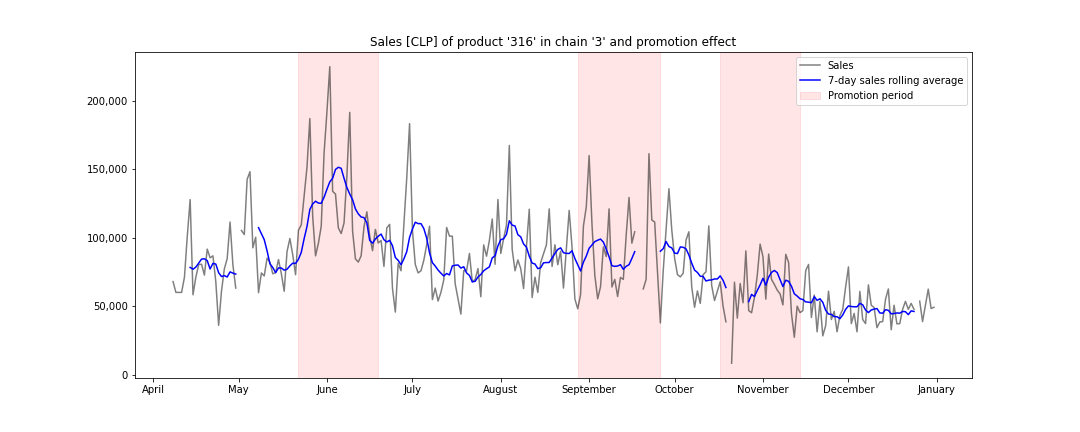 Sales [CLP] of product '316' in chain '3' and promotion effect
Sales
7-day sales rolling average
Promotion period
200,000
150,000
100,000
50,000
0
April May June July August September October November December January